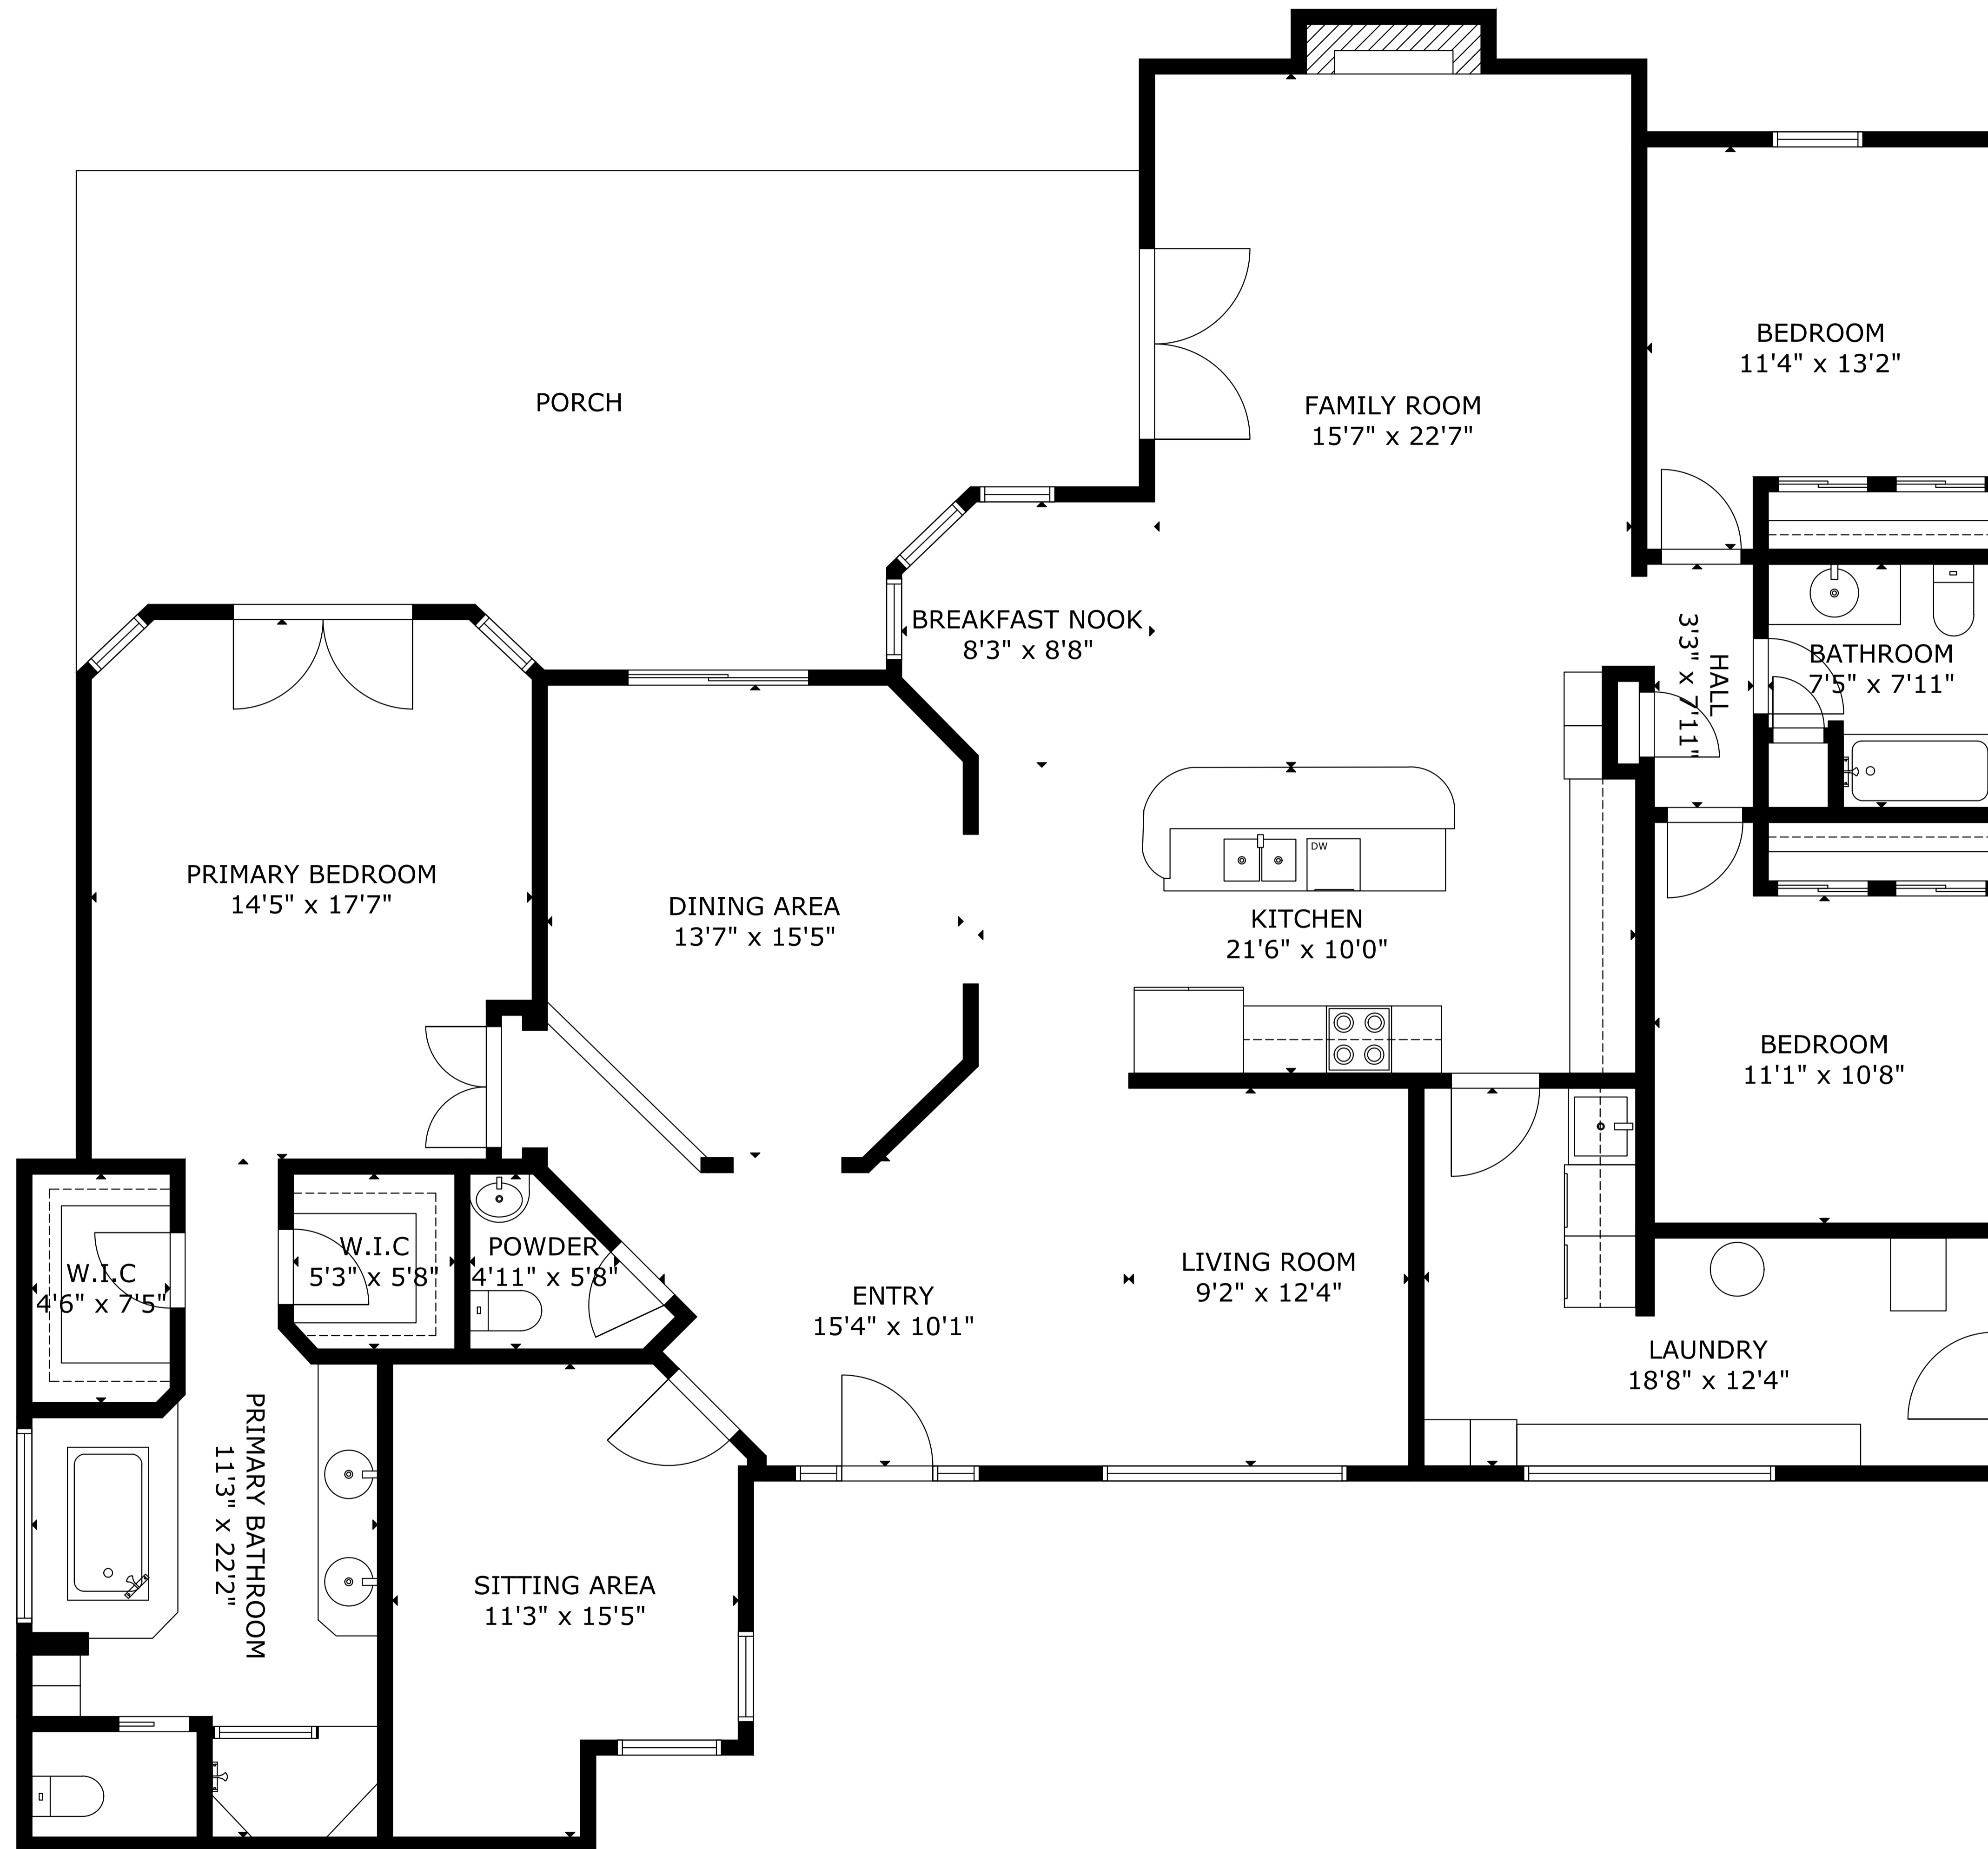 BEDROOM
11'4" x 13'2"
PORCH
FAMILY ROOM
15'7" x 22'7"
BREAKFAST NOOK
8'3" x 8'8"
HALL
3'3" x 7'11"
BATHROOM
7'5" x 7'11"
DW
PRIMARY BEDROOM
14'5" x 17'7"
DINING AREA
13'7" x 15'5"
KITCHEN
21'6" x 10'0"
BEDROOM
11'1" x 10'8"
W.I.C
4'6" x 7'5"
W.I.C
5'3" x 5'8"
POWDER
4'11" x 5'8"
ENTRY
15'4" x 10'1"
LIVING ROOM
9'2" x 12'4"
LAUNDRY
18'8" x 12'4"
PRIMARY BATHROOM
11'3" x 22'2"
SITTING AREA
11'3" x 15'5"